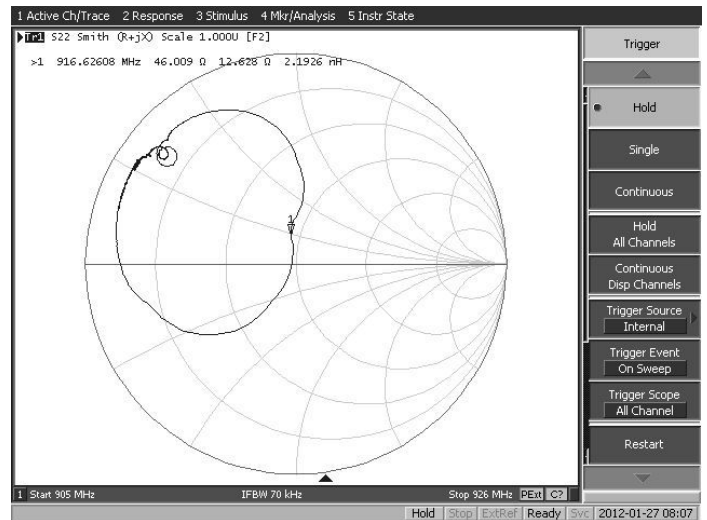 1 Active Ch/Trace 2 Response 3 Stimulus 4 Mkr/Analysis 5 Instr State
Tr1 S22 Smith (R+jX) Scale 1.000U [F2]
>1 916.62608 MHz 46.009 Ω 12.628 Ω 2.1926 nH
1
1 Start 905 MHz IFBW 70 kHz Stop 926 MHz PExt C?
Trigger
Hold
Single
Continuous
Hold
All Channels
Continuous
Disp Channels
Trigger Source
Internal
Trigger Event
On Sweep
Trigger Scope
All Channel
Restart
Hold Stop ExtRef Ready Svc 2012-01-27 08:07